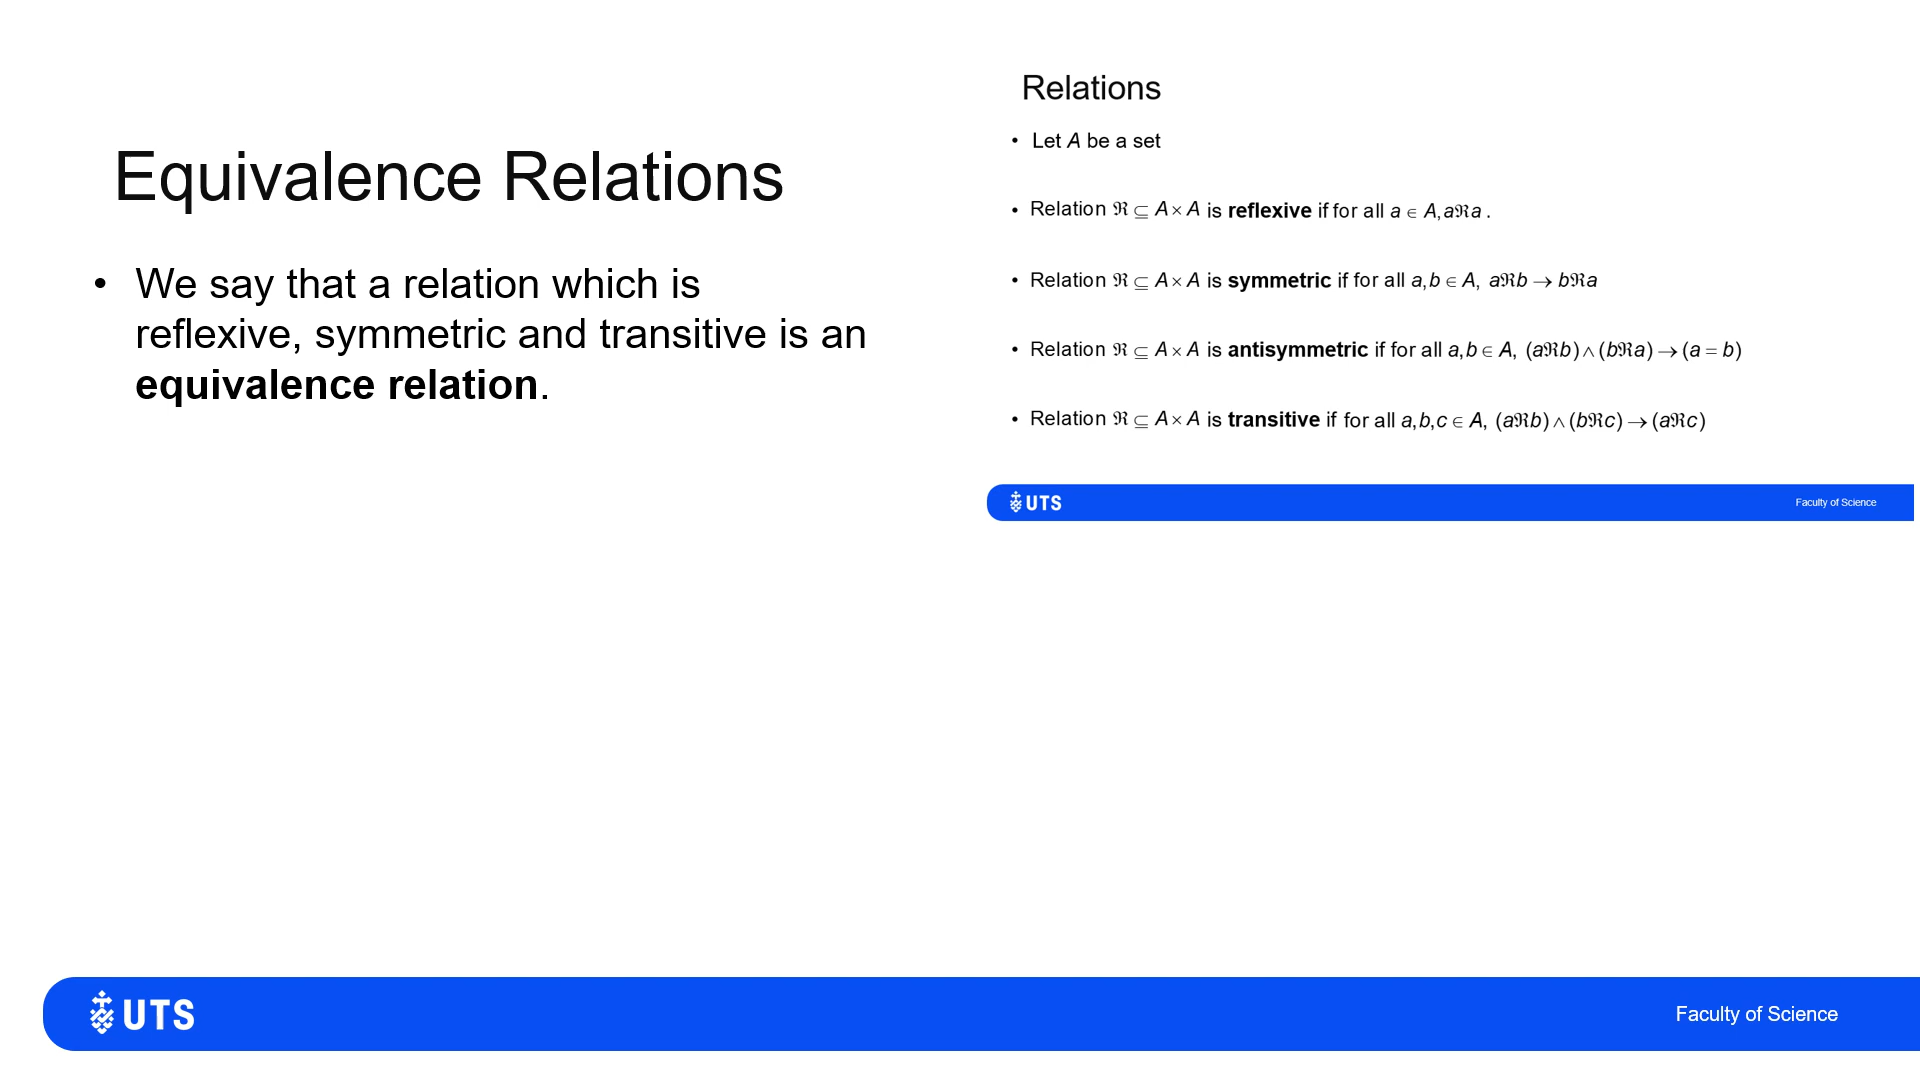 Equivalence Relations
• We say that a relation which is
reflexive, symmetric and transitive is an
equivalence relation.
Relations
• Let A be a set
• Relation ℜ ⊆ A × A is reflexive if for all a ∈ A, aℜa .
• Relation ℜ ⊆ A × A is symmetric if for all a,b ∈ A, aℜb → bℜa
• Relation ℜ ⊆ A × A is antisymmetric if for all a,b ∈ A, (aℜb) ∧ (bℜa) → (a = b)
• Relation ℜ ⊆ A × A is transitive if for all a,b,c ∈ A, (aℜb) ∧ (bℜc) → (aℜc)
UTS
Faculty of Science
UTS
Faculty of Science